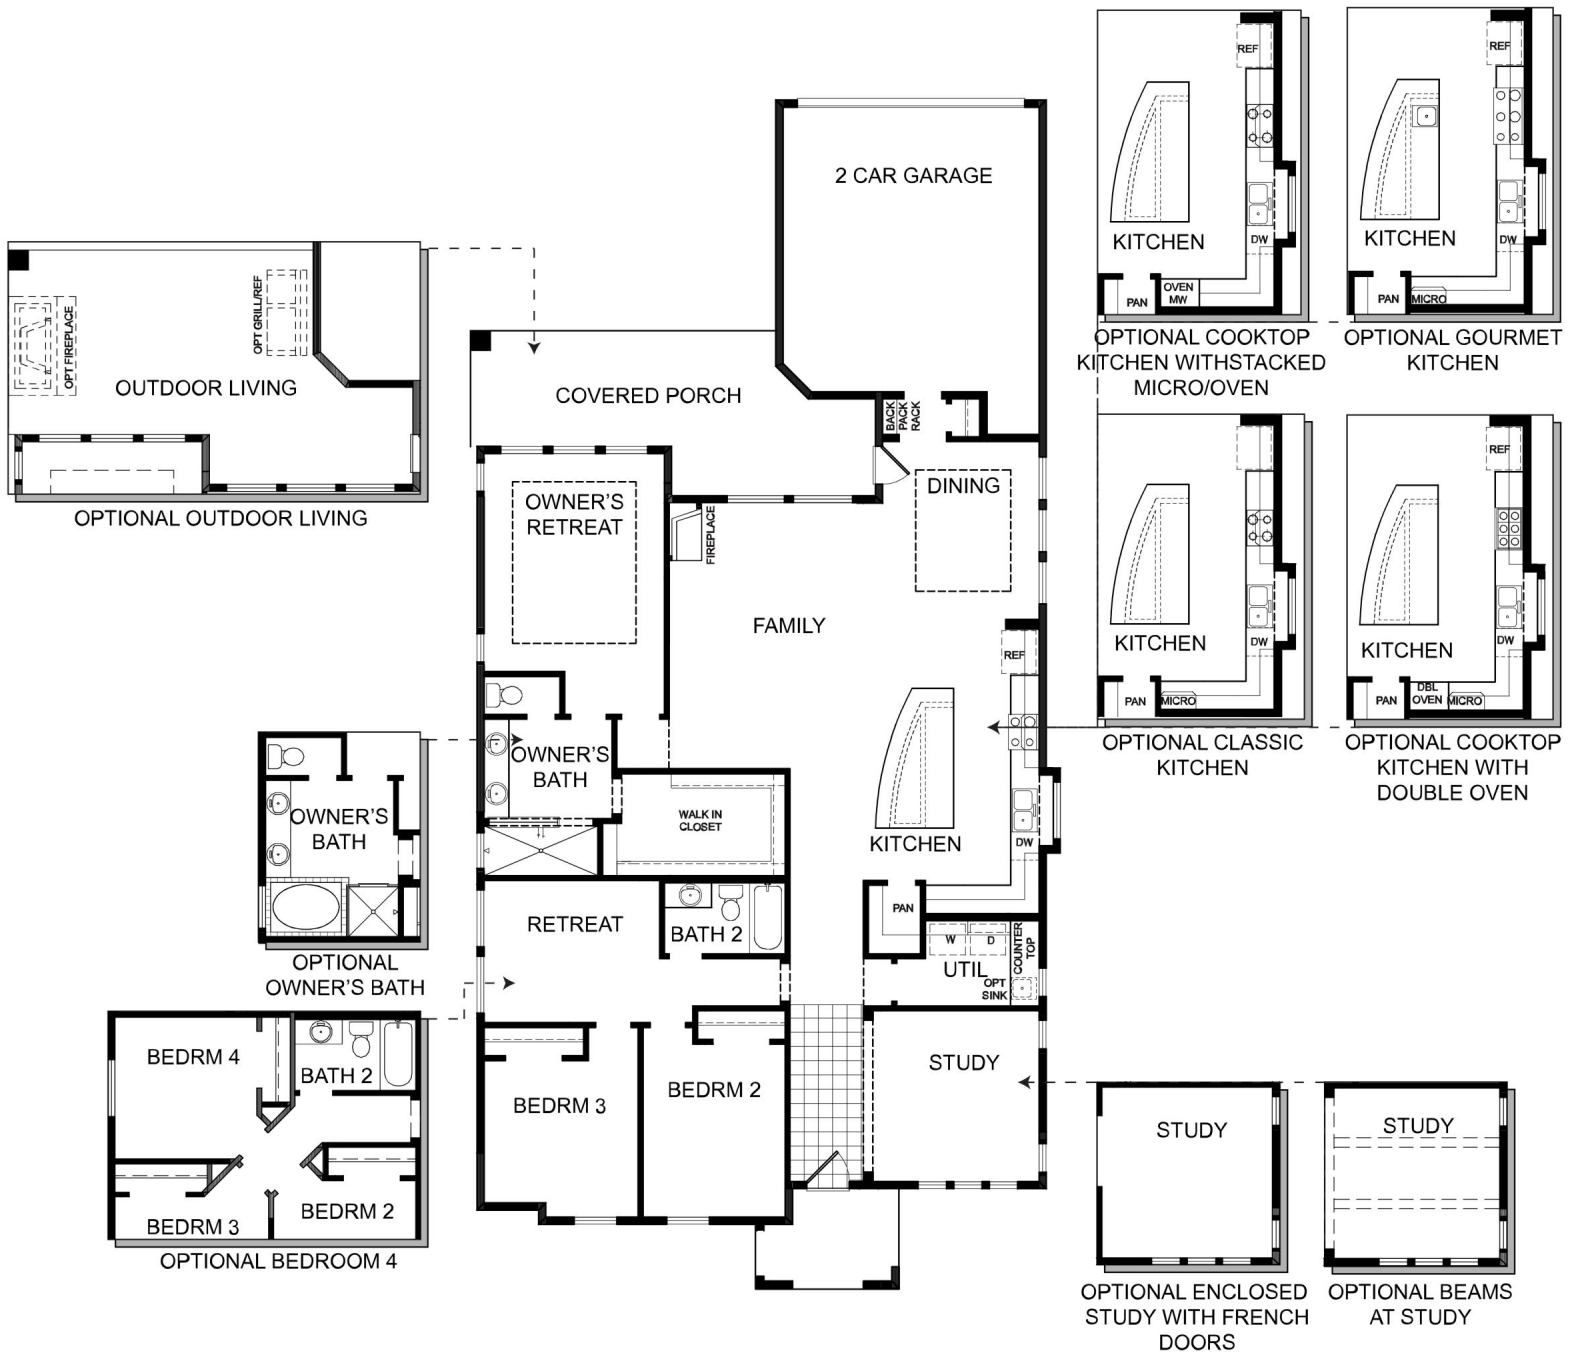 2 CAR GARAGE
COVERED PORCH
BACK
PACK
RACK
DINING
OWNER'S
RETREAT
FIREPLACE
FAMILY
REF
OWNER'S
BATH
WALK IN
CLOSET
KITCHEN
DW
PAN
RETREAT
BATH 2
W
D
COUNTER
TOP
UTIL
OPT
SINK
STUDY
BEDRM 2
BEDRM 3
OPT FIREPLACE
OPT GRILL/REF
OUTDOOR LIVING
OPTIONAL OUTDOOR LIVING
OWNER'S
BATH
OPTIONAL
OWNER'S BATH
BEDRM 4
BATH 2
BEDRM 2
BEDRM 3
OPTIONAL BEDROOM 4
REF
KITCHEN
DW
PAN
OVEN
MW
OPTIONAL COOKTOP
KITCHEN WITHSTACKED
MICRO/OVEN
REF
KITCHEN
DW
PAN
MICRO
OPTIONAL GOURMET
KITCHEN
KITCHEN
DW
PAN
MICRO
OPTIONAL CLASSIC
KITCHEN
REF
KITCHEN
DW
PAN
DBL
OVEN
MICRO
OPTIONAL COOKTOP
KITCHEN WITH
DOUBLE OVEN
STUDY
OPTIONAL ENCLOSED
STUDY WITH FRENCH
DOORS
STUDY
OPTIONAL BEAMS
AT STUDY